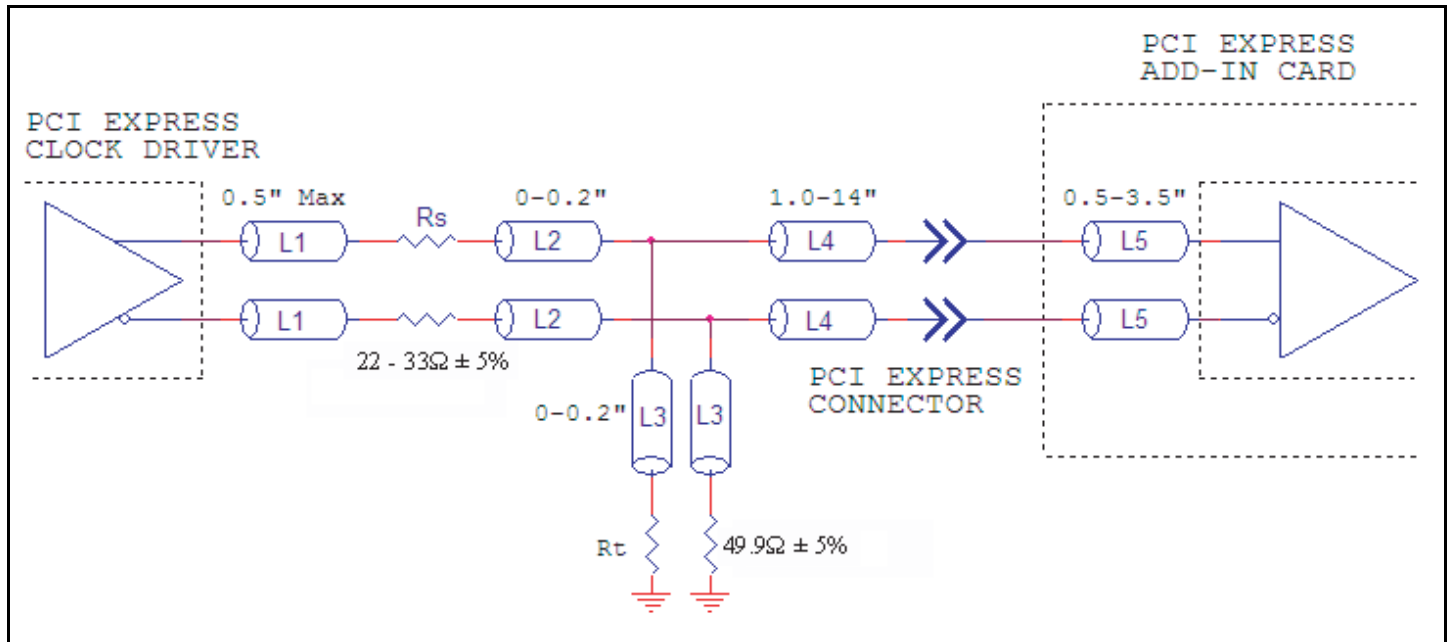 PCI EXPRESS
ADD-IN CARD
PCI EXPRESS
CLOCK DRIVER
0.5" Max
Rs
0-0.2"
1.0-14"
0.5-3.5"
L1
L2
L4
L5
L1
L2
L4
L5
22 - 33Ω ± 5%
PCI EXPRESS
CONNECTOR
0-0.2"
L3
L3
Rt
49.9Ω ± 5%